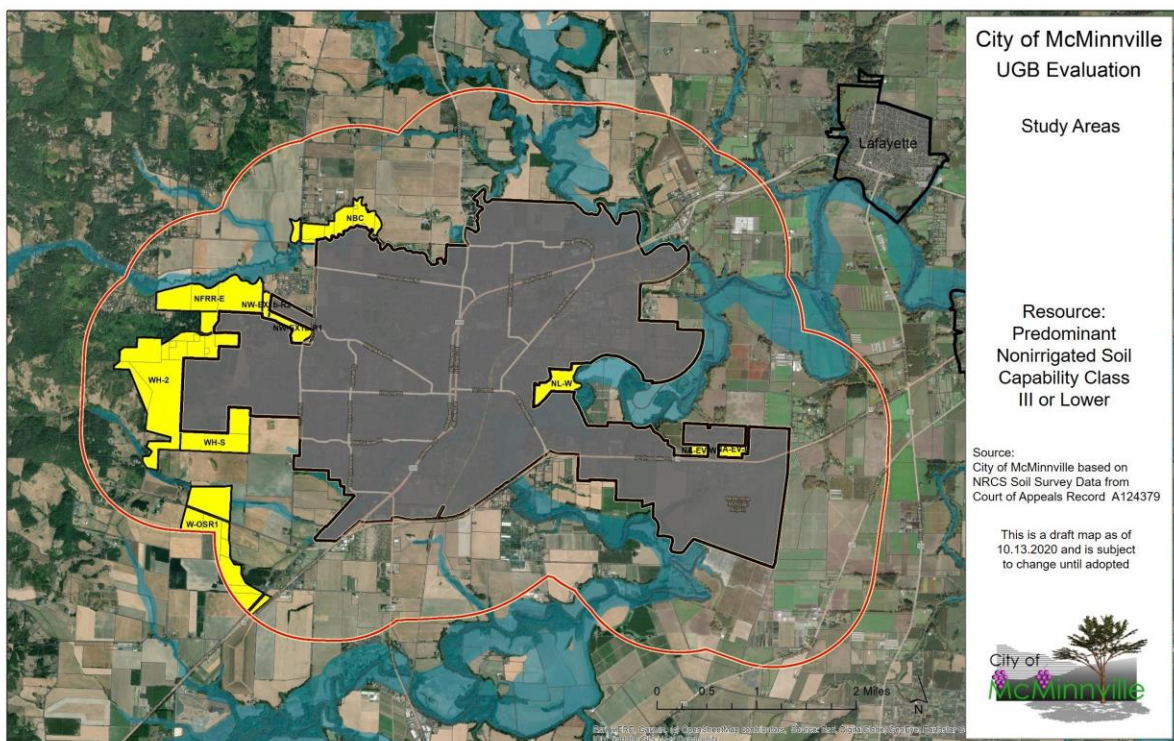 City of McMinnville
UGB Evaluation
Study Areas
Lafayette
NBC
NFRR-E
WH-2
WH-S
W-OSR1
NL-W
Resource:
Predominant
Nonirrigated Soil
Capability Class
III or Lower
Source:
City of McMinnville based on
NRCS Soil Survey Data from
Court of Appeals Record A124379
This is a draft map as of
10.13.2020 and is subject
to change until adopted
0 0.5 1 2 Miles
N
City of
McMinnville